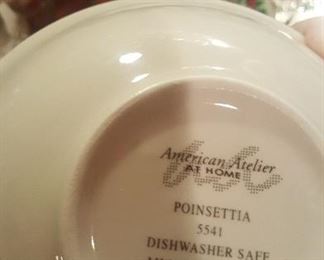 American Atelier
AT HOME
POINSETTIA
5541
DISHWASHER SAFE